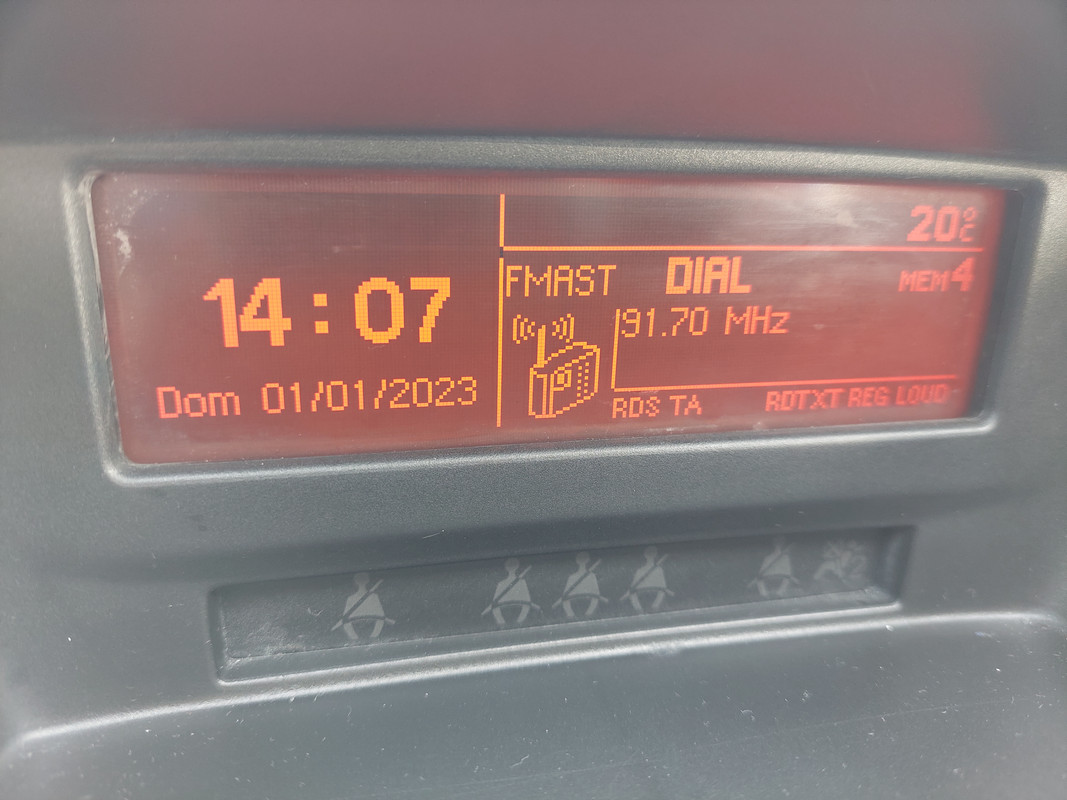 14:07
Dom 01/01/2023
20°C
FMAST DIAL MEM4
91.70 MHz
RDS TA RDTXT REG LOUD